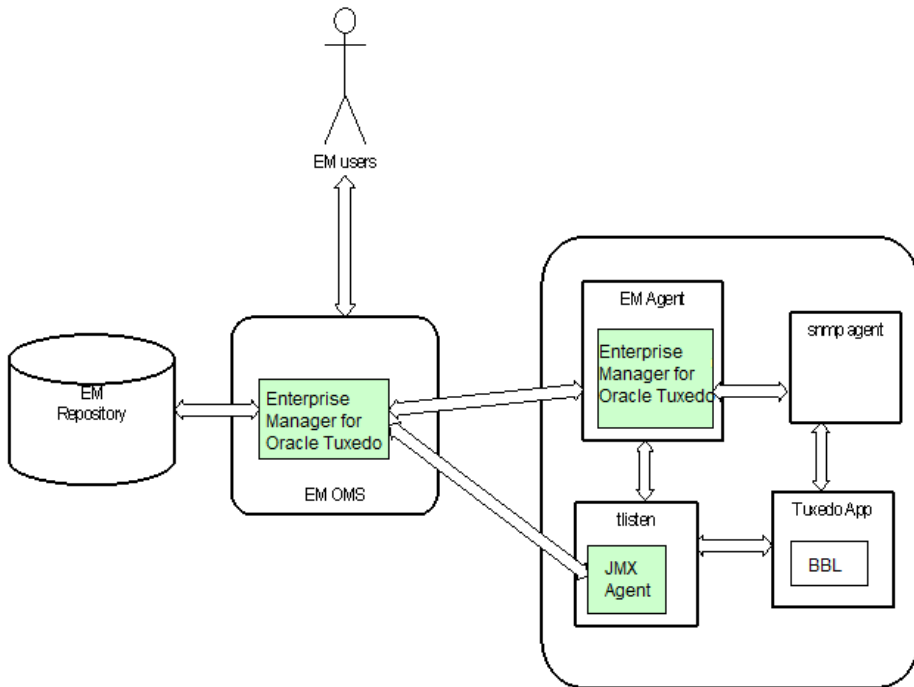 EM users
EM Agent
Enterprise
Manager for
Oracle Tuxedo
snmp agent
EM
Repository
Enterprise
Manager for
Oracle Tuxedo
EM OMS
tlisten
JMX
Agent
Tuxedo App
BBL